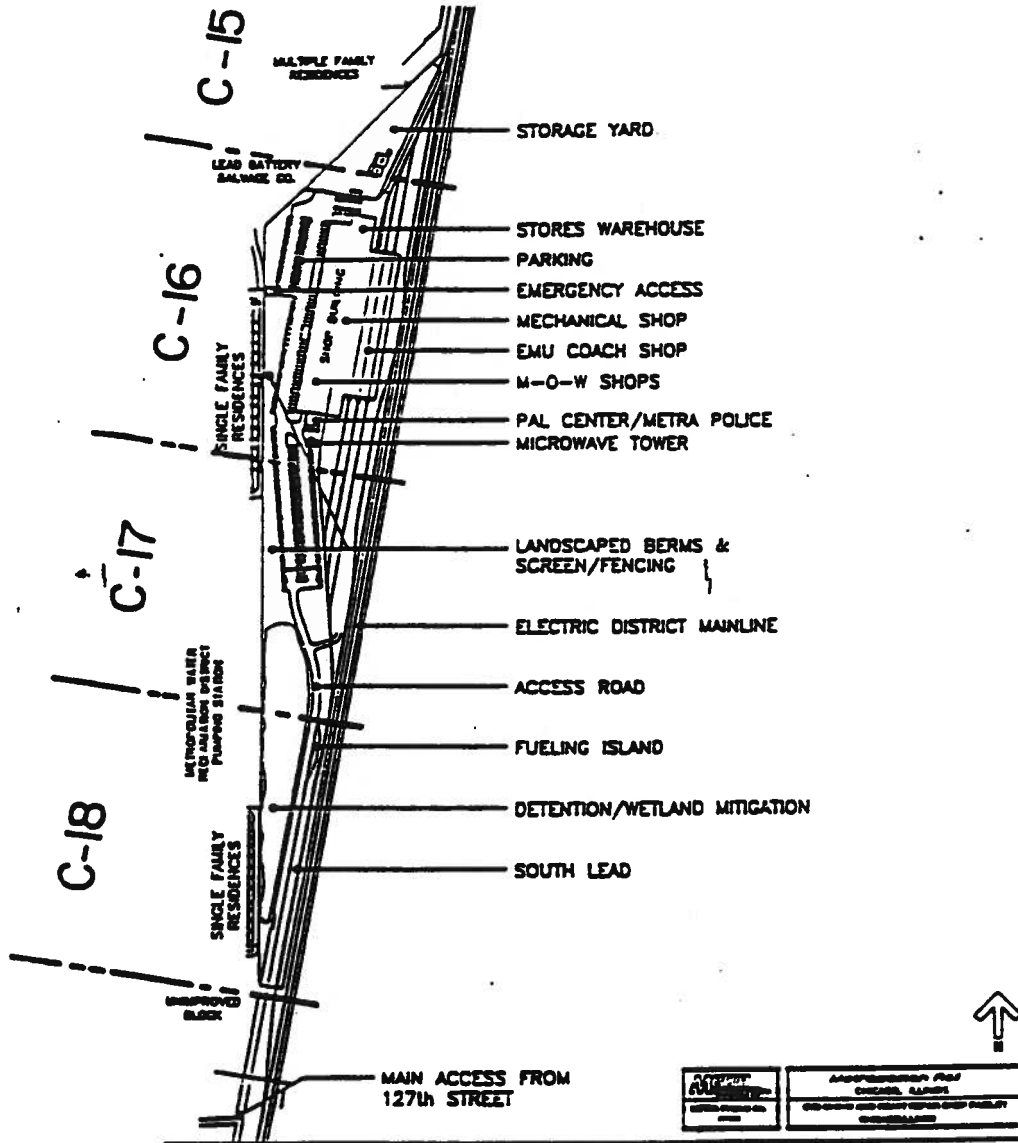 C-15
MULTIPLE FAMILY
RESIDENCES
STORAGE YARD
LEAD BATTERY
SALVAGE CO.
STORES WAREHOUSE
PARKING
EMERGENCY ACCESS
C-16
SHOP BUILDING
MECHANICAL SHOP
EMU COACH SHOP
SINGLE FAMILY
RESIDENCES
M-O-W SHOPS
PAL CENTER/METRA POLICE
MICROWAVE TOWER
C-17
LANDSCAPED BERMS &
SCREEN/FENCING
ELECTRIC DISTRICT MAINLINE
METROPOLITAN WATER
RECLAMATION DISTRICT
PUMPING STATION
ACCESS ROAD
FUELING ISLAND
DETENTION/WETLAND MITIGATION
C-18
SINGLE FAMILY
RESIDENCES
SOUTH LEAD
UNIMPROVED
BLOCK
MAIN ACCESS FROM
127th STREET
CHICAGO, ILLINOIS